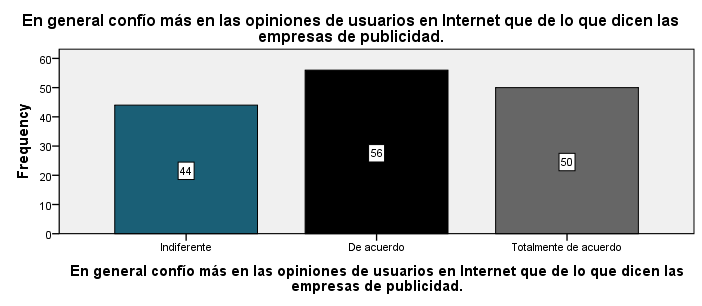 En general confío más en las opiniones de usuarios en Internet que de lo que dicen las
empresas de publicidad.
60
50
40
30
20
10
0
Frequency
44
56
50
Indiferente
De acuerdo
Totalmente de acuerdo
En general confío más en las opiniones de usuarios en Internet que de lo que dicen las
empresas de publicidad.